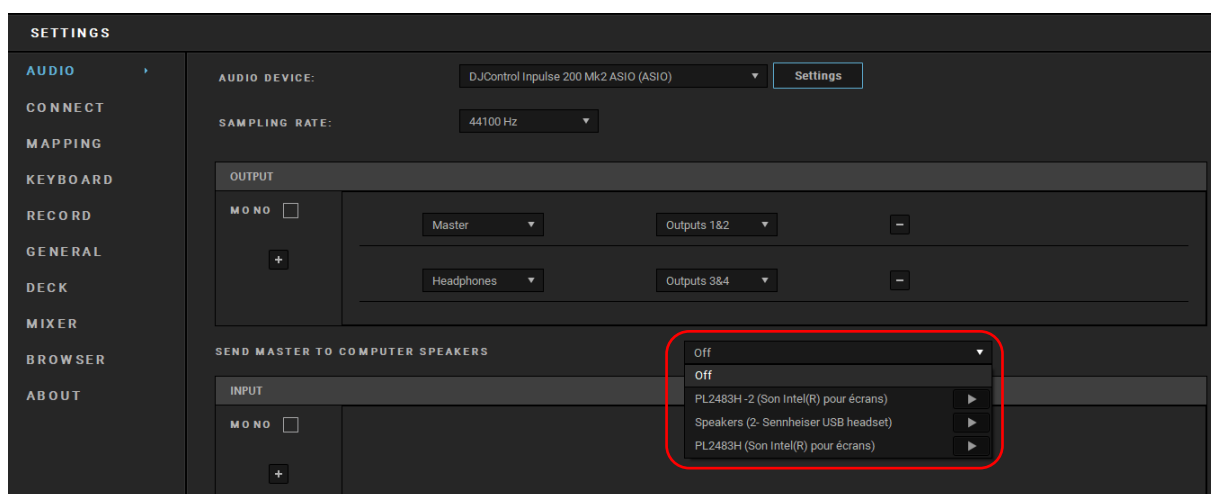 SETTINGS
AUDIO
CONNECT
MAPPING
KEYBOARD
RECORD
GENERAL
DECK
MIXER
BROWSER
ABOUT
AUDIO DEVICE: DJControl Inpulse 200 Mk2 ASIO (ASIO) Settings
SAMPLING RATE: 44100 Hz
OUTPUT
MONO
+
Master Outputs 1&2 −
Headphones Outputs 3&4 −
SEND MASTER TO COMPUTER SPEAKERS Off
Off
PL2483H -2 (Son Intel(R) pour écrans)
Speakers (2- Sennheiser USB headset)
PL2483H (Son Intel(R) pour écrans)
INPUT
MONO
+